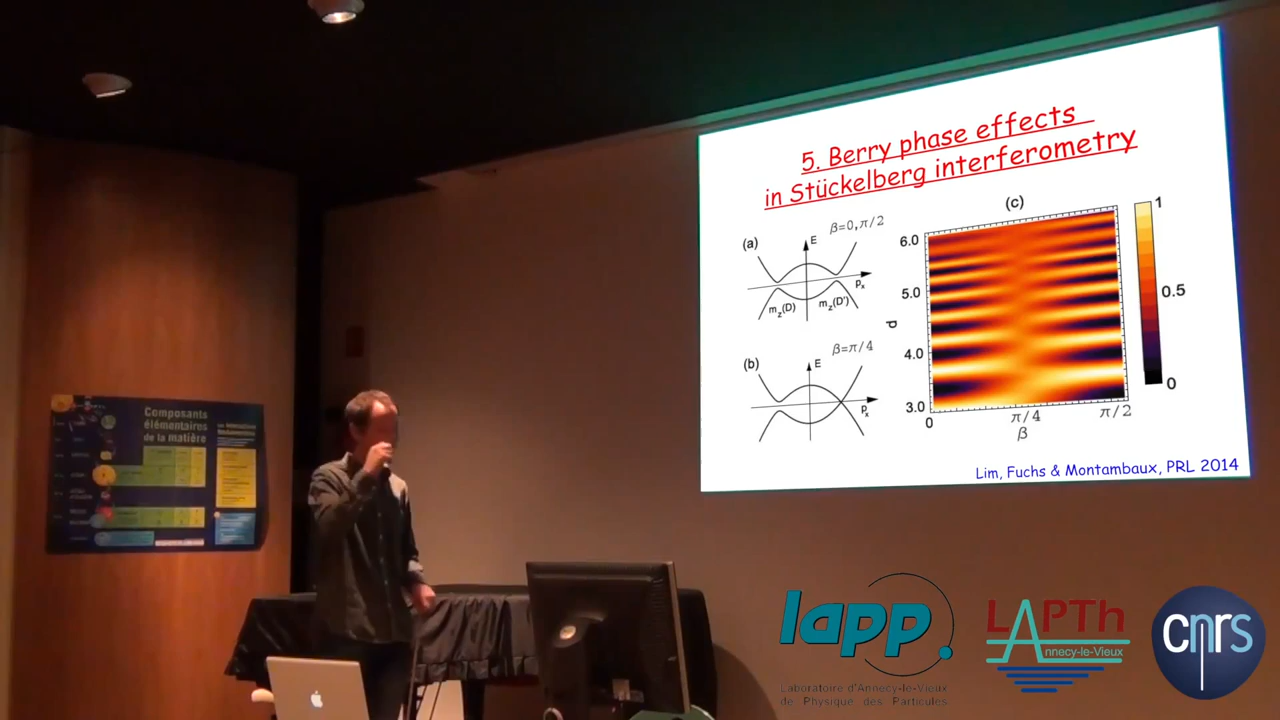 5. Berry phase effects
in Stückelberg interferometry
(a)
E
β=0,π/2
px
mz(D)
mz(D')
(b)
E
β=π/4
px
(c)
6.0
5.0
4.0
3.0
d
0
π/4
π/2
β
1
0.5
0
Lim, Fuchs & Montambaux, PRL 2014
Composants
élémentaires
de la matière
lapp
Laboratoire d'Annecy-le-Vieux
de Physique des Particules
LAPTh
Annecy-le-Vieux
cnrs